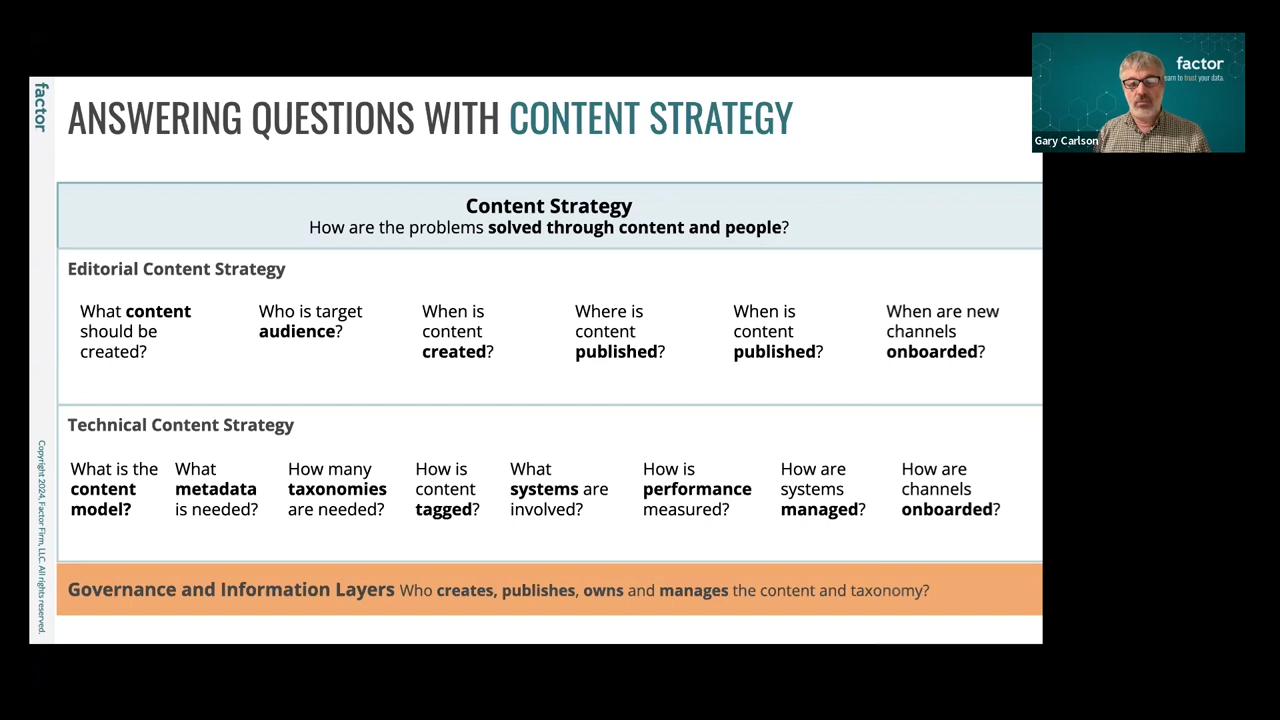 factor
ANSWERING QUESTIONS WITH CONTENT STRATEGY
Content Strategy
How are the problems solved through content and people?
Editorial Content Strategy
What content
should be
created?
Who is target
audience?
When is
content
created?
Where is
content
published?
When is
content
published?
When are new
channels
onboarded?
Technical Content Strategy
What is the
content
model?
What
metadata
is needed?
How many
taxonomies
are needed?
How is
content
tagged?
What
systems are
involved?
How is
performance
measured?
How are
systems
managed?
How are
channels
onboarded?
Governance and Information Layers Who creates, publishes, owns and manages the content and taxonomy?
Copyright 2024, Factor Firm, LLC. All rights reserved.
factor
to trust your data.
Gary Carlson